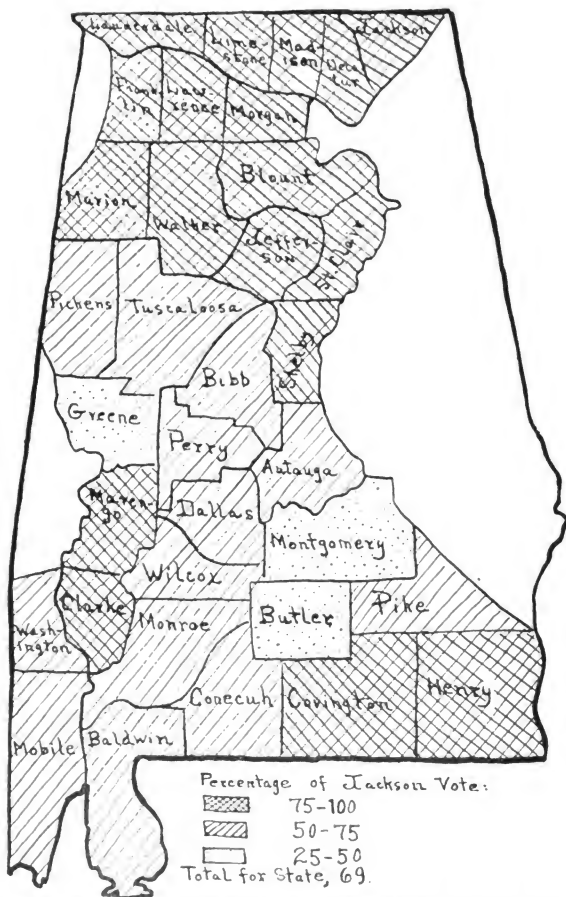 Lauderdale
Lime-
stone
Mad-
ison
Deca-
tur
Jackson
Frank-
lin
Law-
rence
Morgan
Marion
Walker
Blount
Jeffer-
son
St. Clair
Pickens
Tuscaloosa
Shelby
Bibb
Greene
Perry
Autauga
Maren-
go
Dallas
Montgomery
Wilcox
Clarke
Wash-
ington
Monroe
Butler
Pike
Conecuh
Covington
Henry
Mobile
Baldwin
Percentage of Jackson Vote:
75-100
50-75
25-50
Total for State, 69.